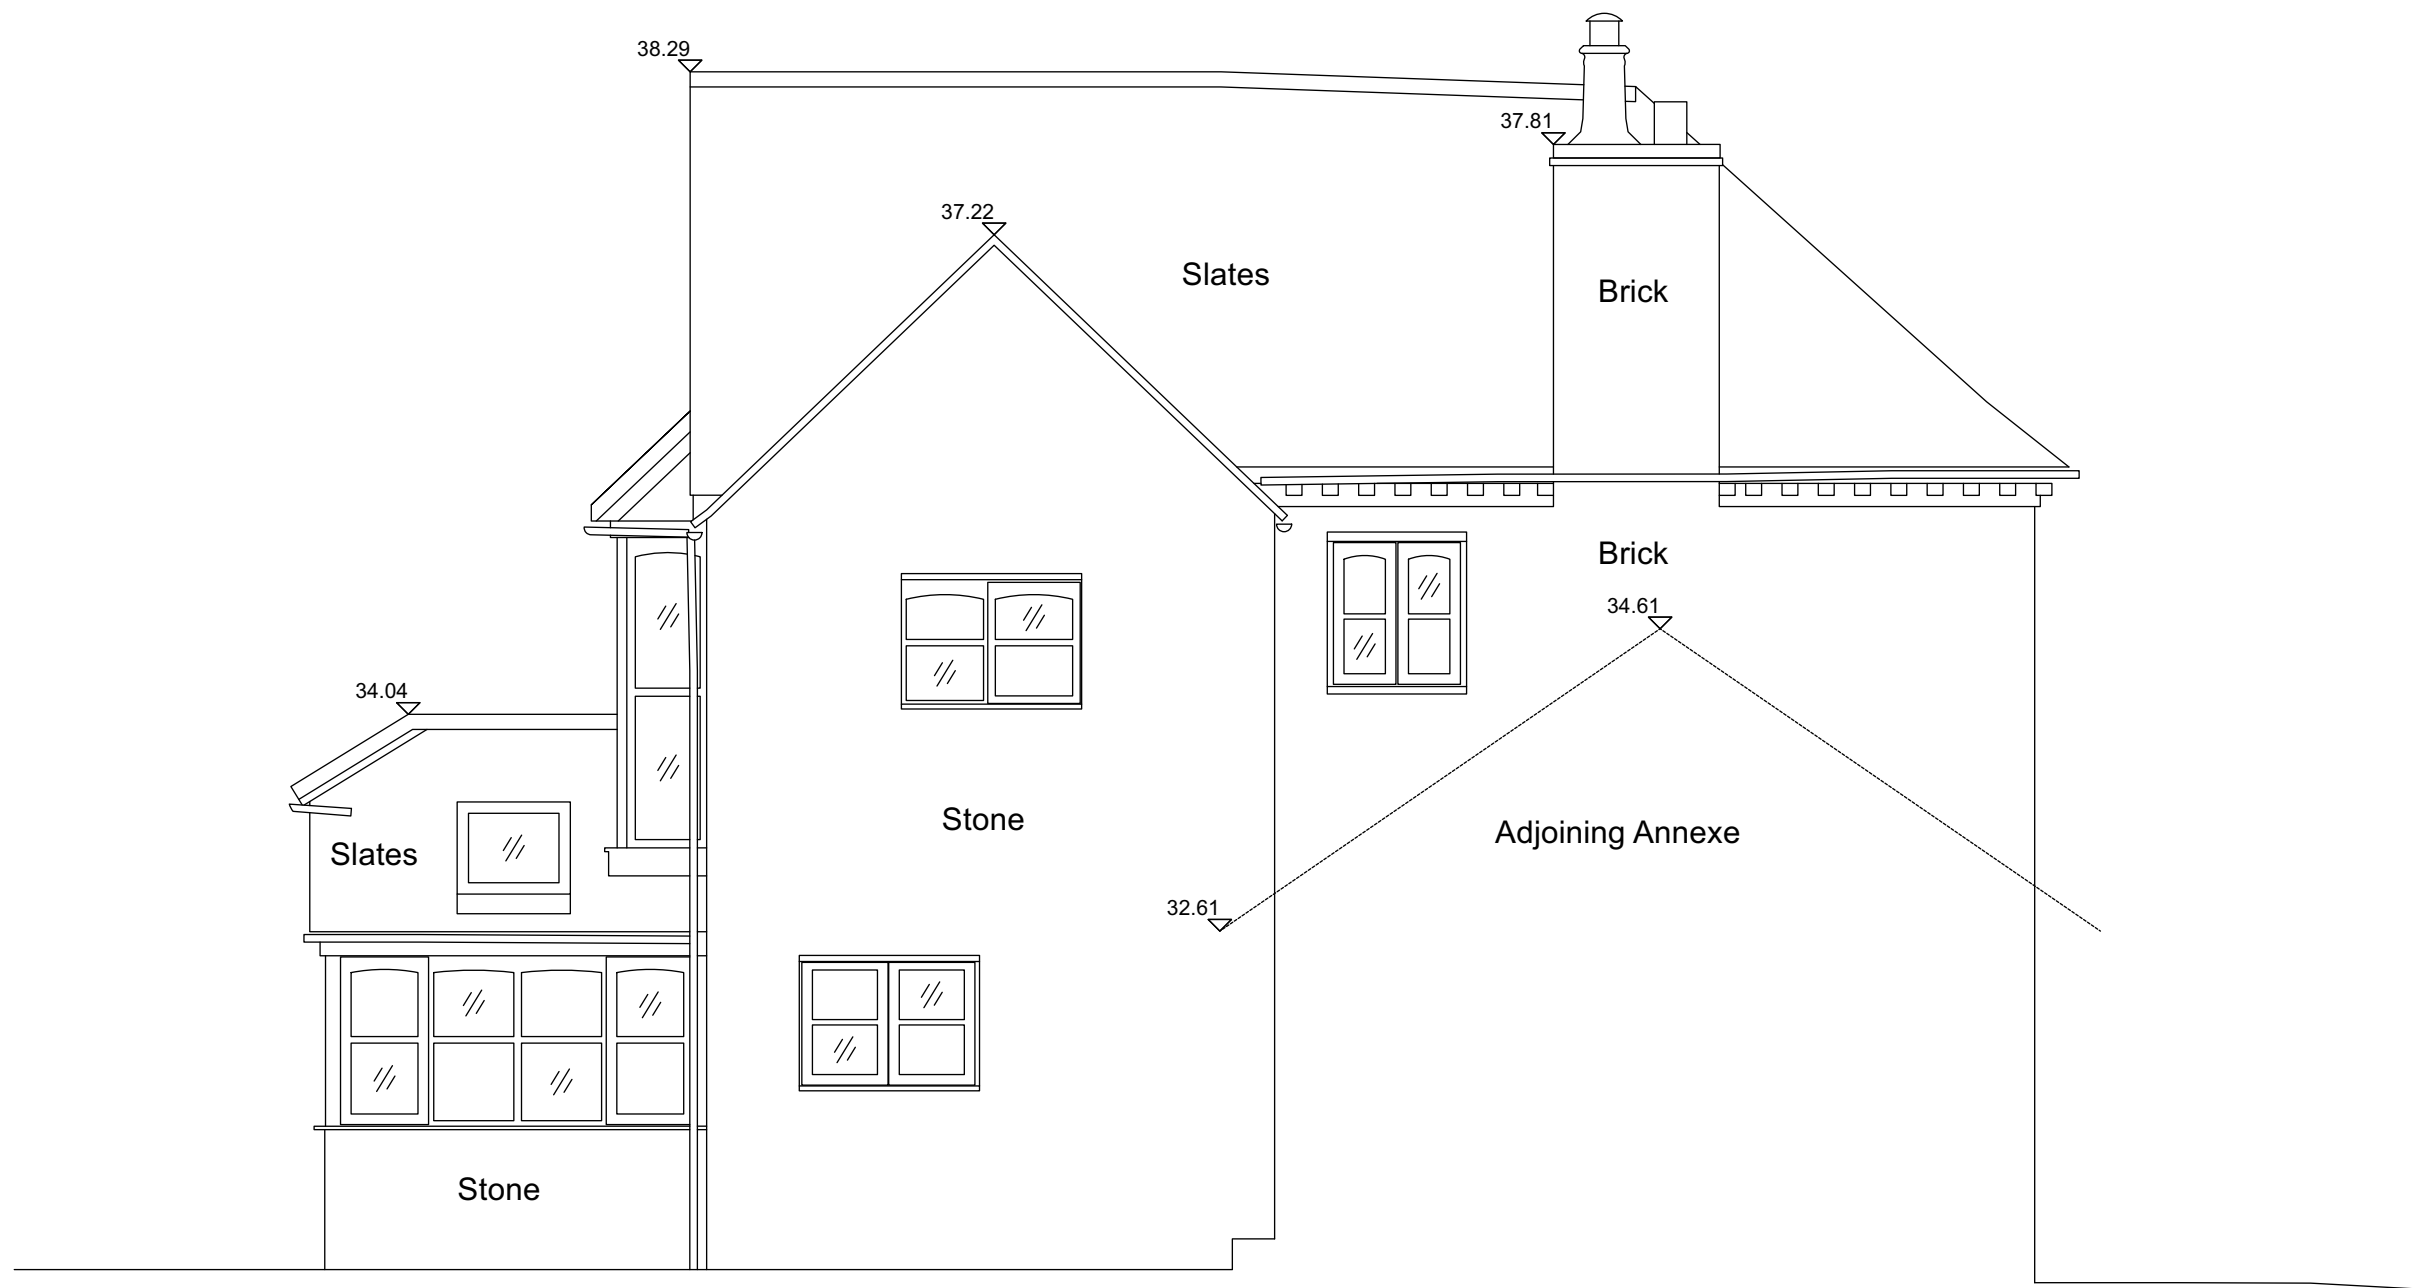 38.29
37.81
37.22
Slates
Brick
Brick
34.61
34.04
Stone
Adjoining Annexe
Slates
32.61
Stone